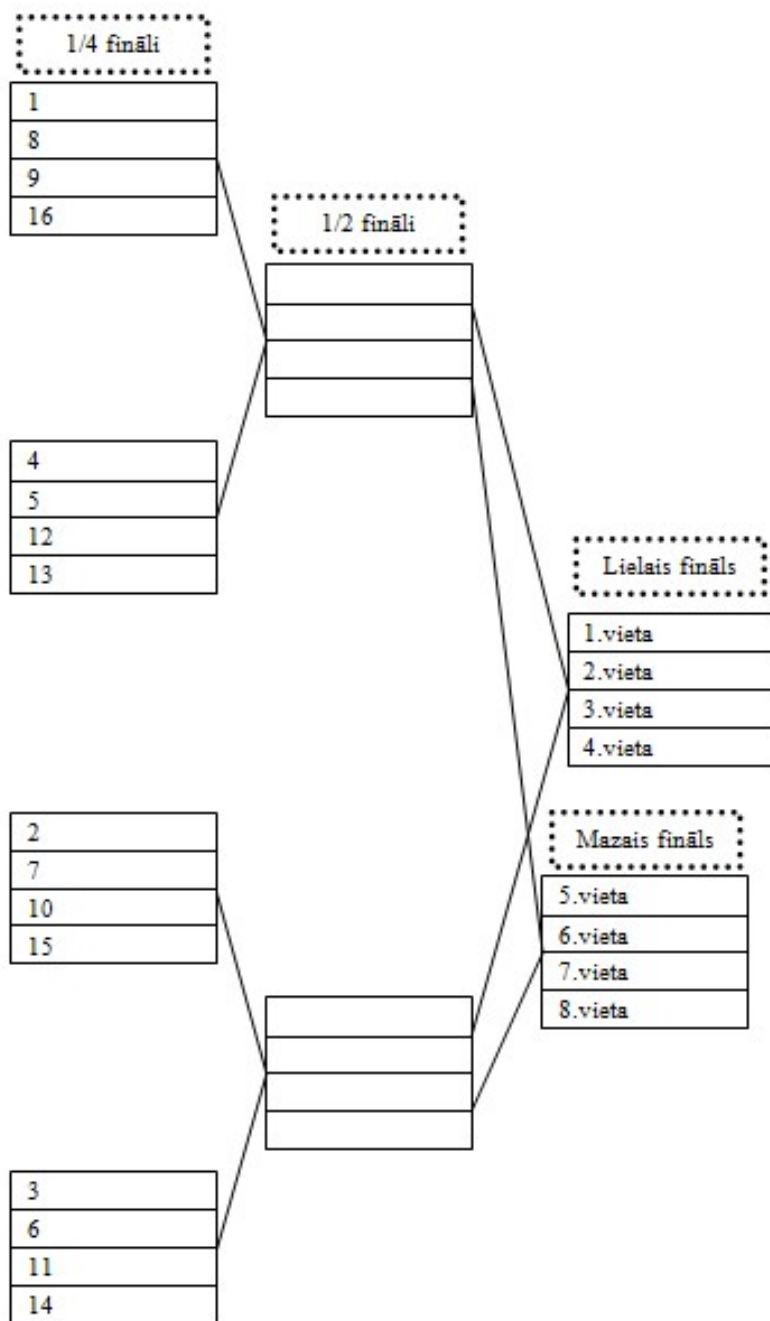 1/4 fināli
1
8
9
16
4
5
12
13
2
7
10
15
3
6
11
14
1/2 fināli
Lielais fināls
1.vieta
2.vieta
3.vieta
4.vieta
Mazais fināls
5.vieta
6.vieta
7.vieta
8.vieta